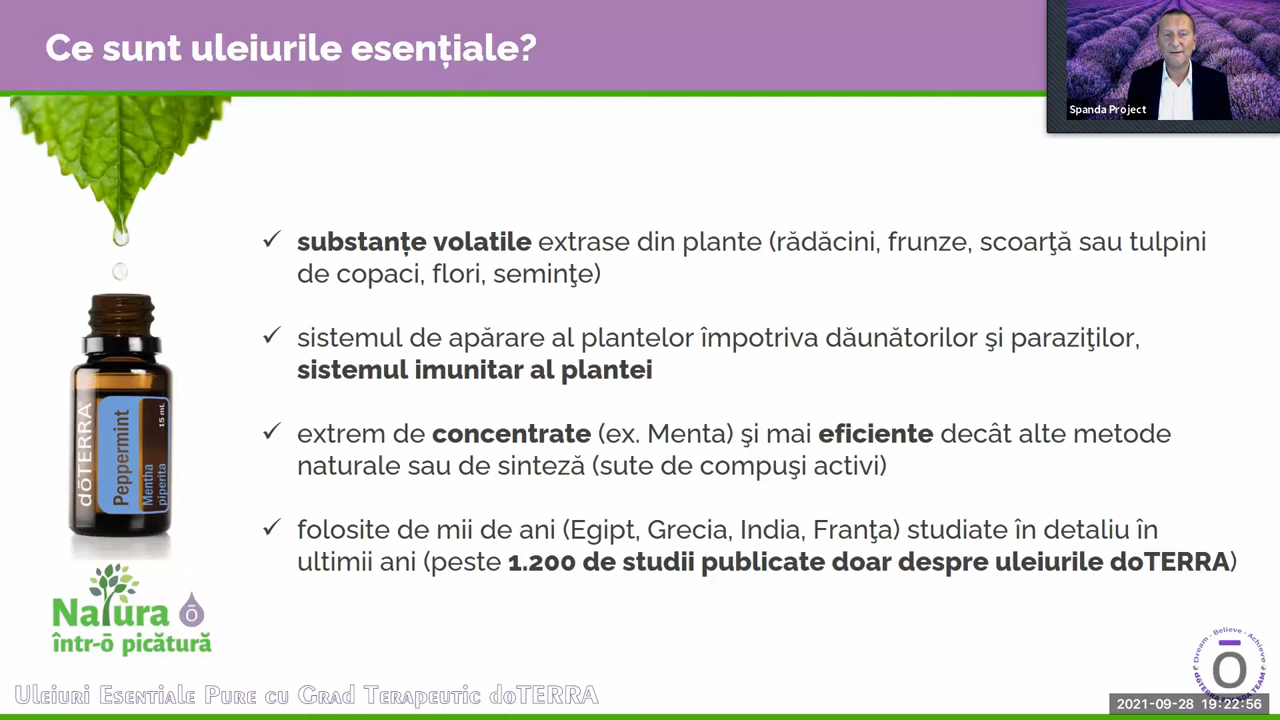 Ce sunt uleiurile esențiale?
Spanda Project
substanțe volatile extrase din plante (rădăcini, frunze, scoarţă sau tulpini
de copaci, flori, seminţe)
sistemul de apărare al plantelor împotriva dăunătorilor şi paraziţilor,
sistemul imunitar al plantei
extrem de concentrate (ex. Menta) şi mai eficiente decât alte metode
naturale sau de sinteză (sute de compuşi activi)
folosite de mii de ani (Egipt, Grecia, India, Franţa) studiate în detaliu în
ultimii ani (peste 1.200 de studii publicate doar despre uleiurile doTERRA)
dōTERRA
Peppermint
Mentha
piperita
15 mL
Natura ō
într-ō picătură
Dream - Believe - Achieve
Ō
dōTERRA SPANDA TEAM
Uleiuri Esentiale Pure cu Grad Terapeutic doTERRA
2021-09-28 19:22:56